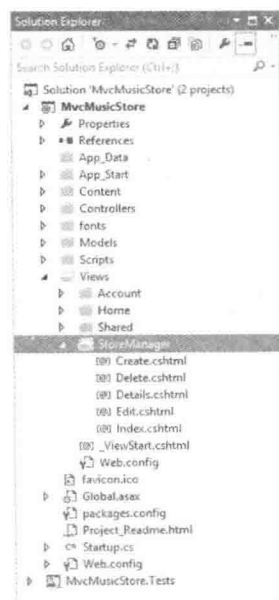 Solution Explorer
Search Solution Explorer (Ctrl+;)
Solution 'MvcMusicStore' (2 projects)
MvcMusicStore
Properties
References
App_Data
App_Start
Content
Controllers
fonts
Models
Scripts
Views
Account
Home
Shared
StoreManager
Create.cshtml
Delete.cshtml
Details.cshtml
Edit.cshtml
Index.cshtml
_ViewStart.cshtml
Web.config
favicon.ico
Global.asax
packages.config
Project_Readme.html
Startup.cs
Web.config
MvcMusicStore.Tests